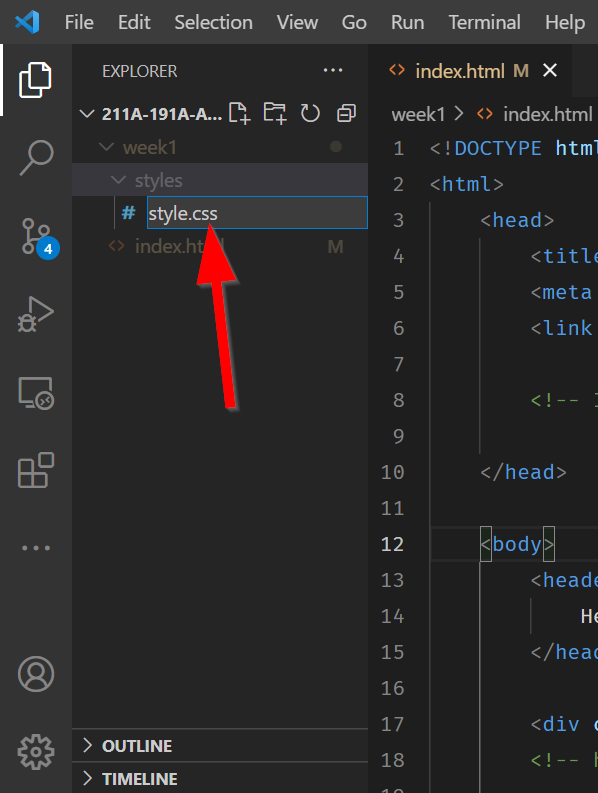 File Edit Selection View Go Run Terminal Help
EXPLORER
211A-191A-A...
week1
styles
# style.css
index.html M
4
OUTLINE
TIMELINE
<> index.html M
week1 > <> index.html
1 <!DOCTYPE html
2 <html>
3 <head>
4 <title
5 <meta
6 <link
7
8 <!--
9
10 </head>
11
12 <body>
13 <heade
14 He
15 </head
16
17 <div c
18 <!-- h